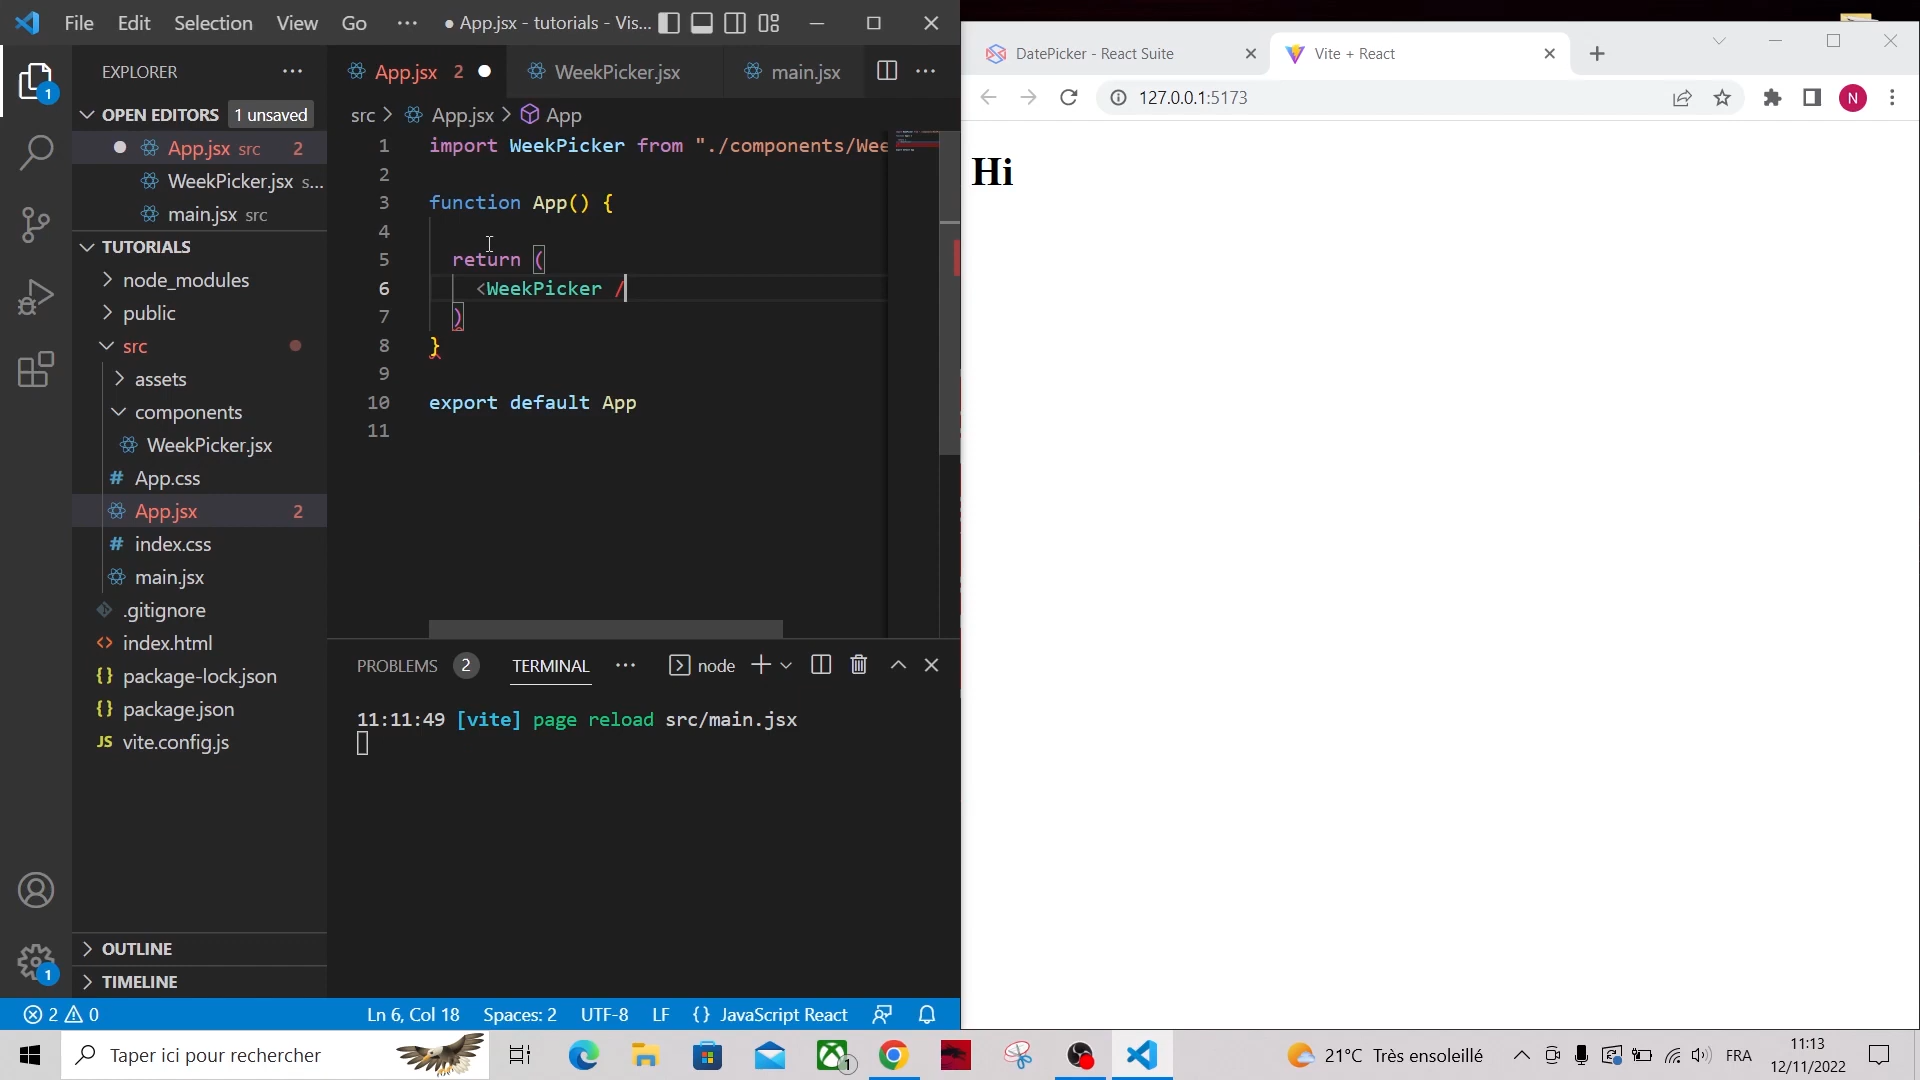 File Edit Selection View Go ··· ● App.jsx - tutorials - Vis...
EXPLORER ···
OPEN EDITORS 1 unsaved
App.jsx src 2
WeekPicker.jsx s...
main.jsx src
TUTORIALS
node_modules
public
src
assets
components
WeekPicker.jsx
# App.css
App.jsx 2
# index.css
main.jsx
.gitignore
<> index.html
{} package-lock.json
{} package.json
JS vite.config.js
OUTLINE
TIMELINE
1
1
App.jsx 2 ● WeekPicker.jsx main.jsx ···
src > App.jsx > App
1 import WeekPicker from "./components/Wee
2
3 function App() {
4
5 return (
6 <WeekPicker /
7 )
8 }
9
10 export default App
11
PROBLEMS 2 TERMINAL ··· node
11:11:49 [vite] page reload src/main.jsx
2 0 Ln 6, Col 18 Spaces: 2 UTF-8 LF {} JavaScript React
DatePicker - React Suite Vite + React
127.0.0.1:5173 N
Hi
Taper ici pour rechercher
1
21°C Très ensoleillé FRA 11:13
12/11/2022